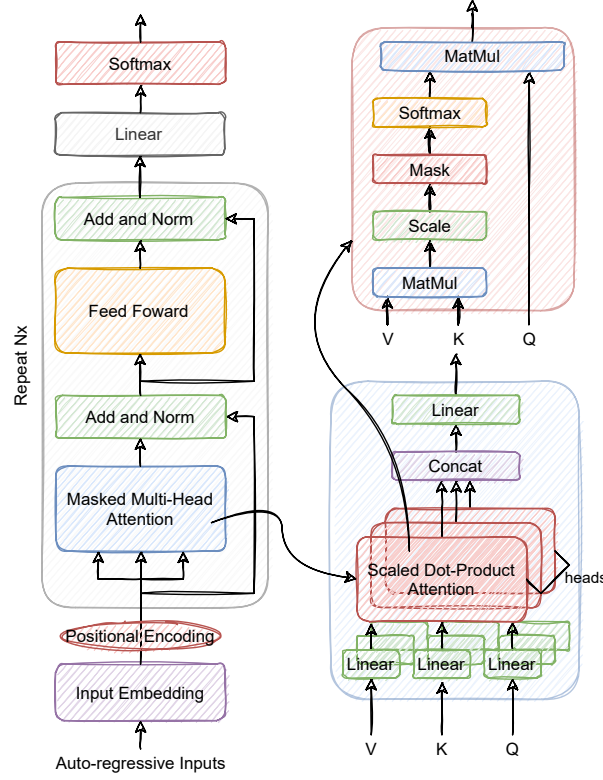 Softmax
Linear
Add and Norm
Feed Foward
Add and Norm
Masked Multi-Head
Attention
Repeat Nx
Positional Encoding
Input Embedding
Auto-regressive Inputs
MatMul
Softmax
Mask
Scale
MatMul
V K Q
Linear
Concat
Scaled Dot-Product
Attention
heads
Linear Linear Linear
V K Q